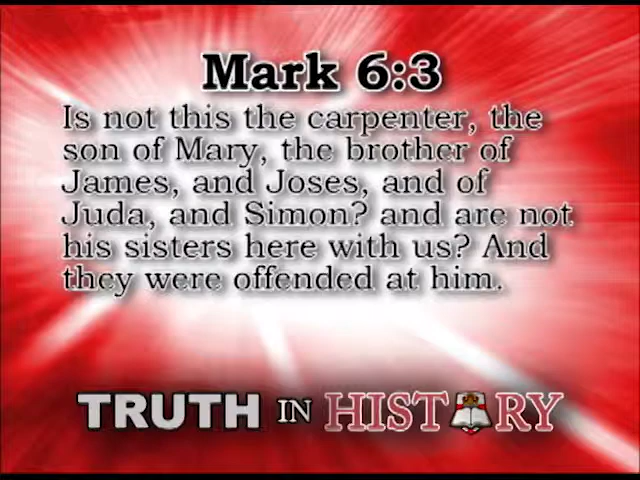 Mark 6:3
Is not this the carpenter, the
son of Mary, the brother of
James, and Joses, and of
Juda, and Simon? and are not
his sisters here with us? And
they were offended at him.
TRUTH IN HISTORY